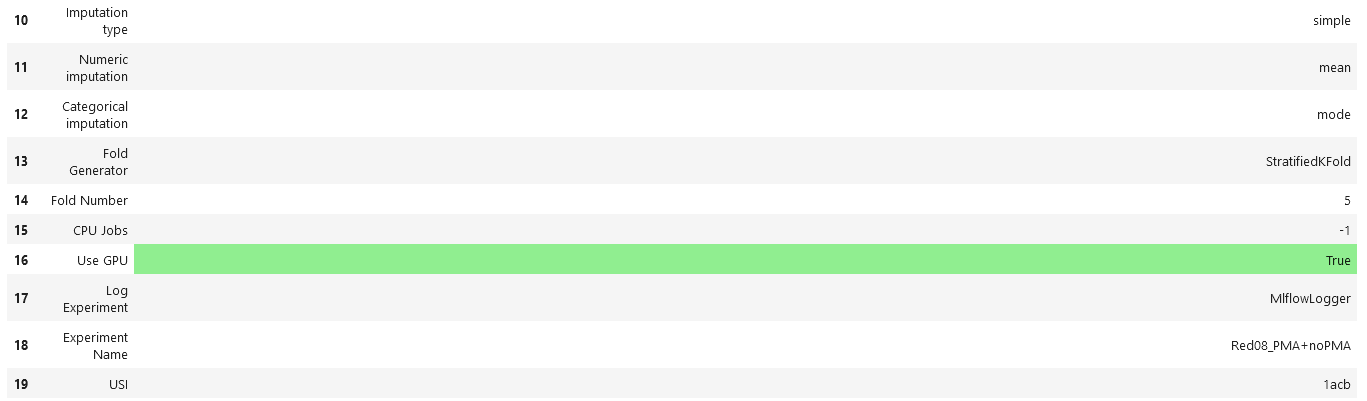 10 Imputation type simple
11 Numeric imputation mean
12 Categorical imputation mode
13 Fold Generator StratifiedKFold
14 Fold Number 5
15 CPU Jobs -1
16 Use GPU True
17 Log Experiment MlflowLogger
18 Experiment Name Red08_PMA+noPMA
19 USI 1acb